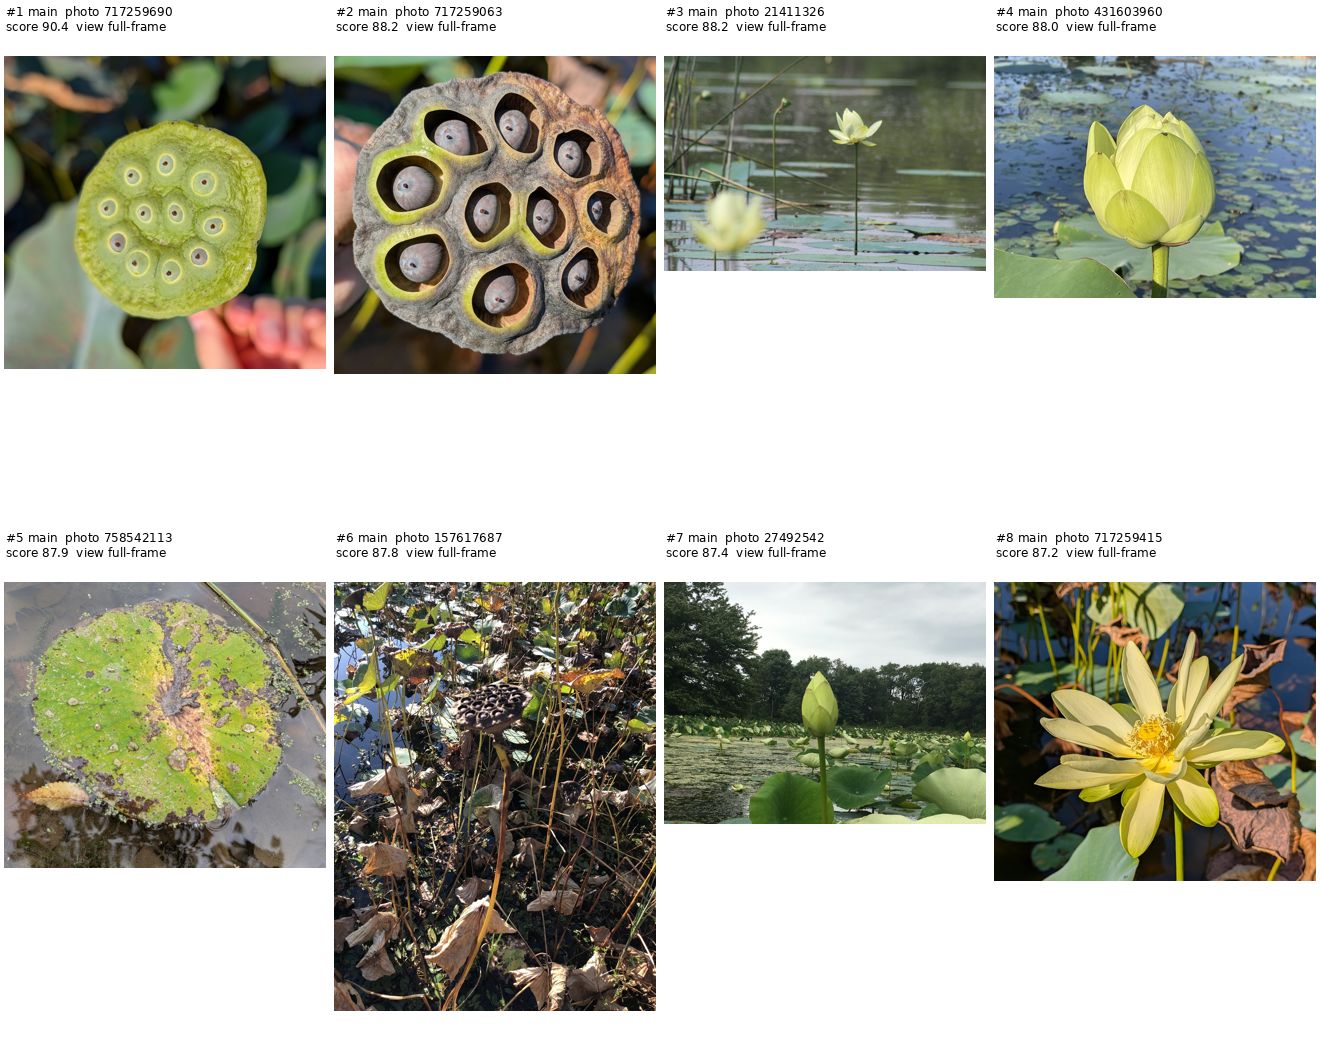 #1 main  photo 717259690
score 90.4  view full-frame
#2 main  photo 717259063
score 88.2  view full-frame
#3 main  photo 21411326
score 88.2  view full-frame
#4 main  photo 431603960
score 88.0  view full-frame
#5 main  photo 758542113
score 87.9  view full-frame
#6 main  photo 157617687
score 87.8  view full-frame
#7 main  photo 27492542
score 87.4  view full-frame
#8 main  photo 717259415
score 87.2  view full-frame